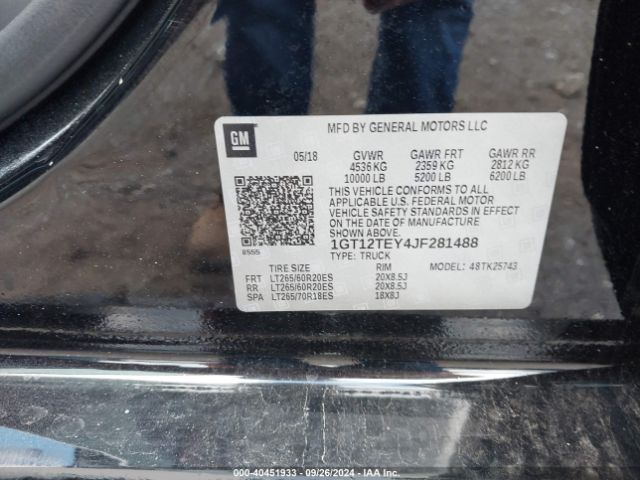 GM
MFD BY GENERAL MOTORS LLC
05/18 GVWR GAWR FRT GAWR RR
4536 KG 2359 KG 2812 KG
10000 LB 5200 LB 6200 LB
THIS VEHICLE CONFORMS TO ALL
APPLICABLE U.S. FEDERAL MOTOR
VEHICLE SAFETY STANDARDS IN EFFECT
ON THE DATE OF MANUFACTURE
SHOWN ABOVE.
8555 1GT12TEY4JF281488
TYPE: TRUCK MODEL: 48TK25743
TIRE SIZE RIM
FRT LT265/60R20ES 20X8.5J
RR LT265/60R20ES 20X8.5J
SPA LT265/70R18ES 18X8J
000-40451933 - 09/26/2024 - IAA Inc.